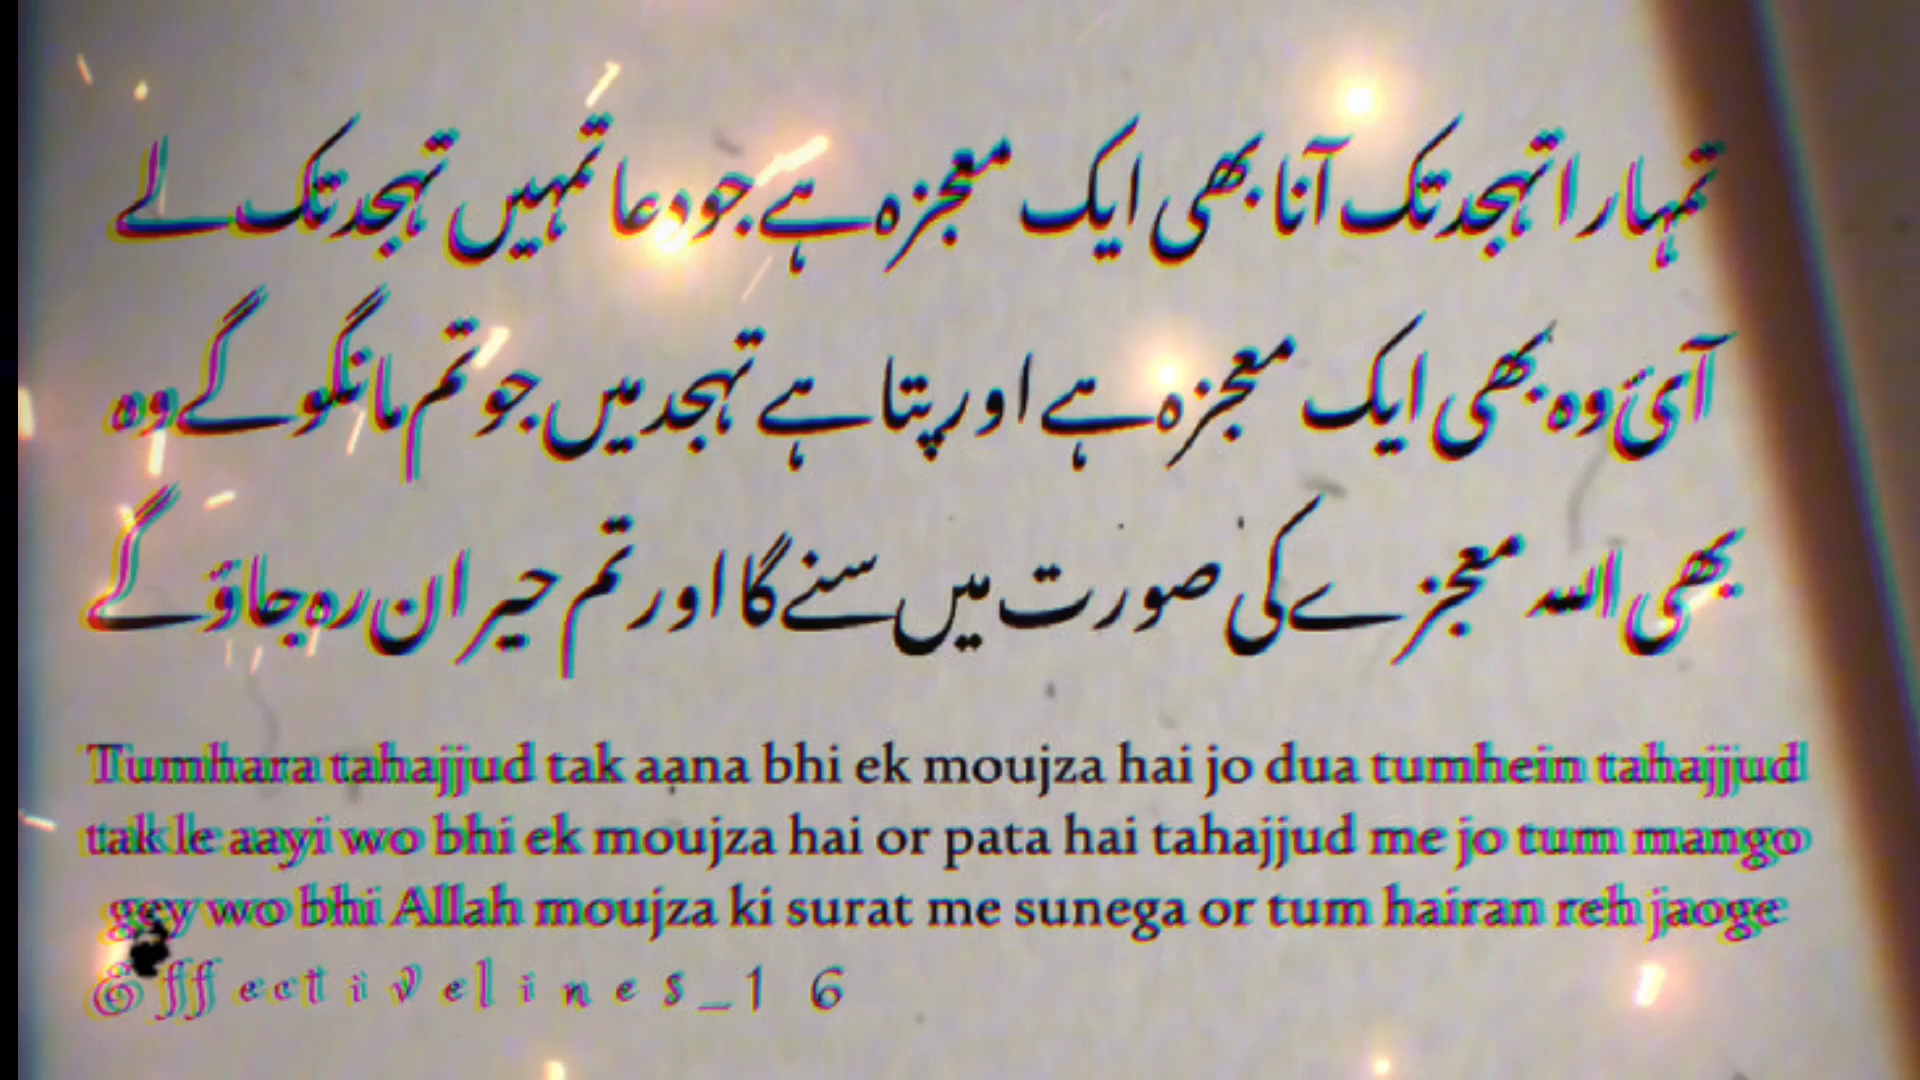 تمہارا تہجد تک آنا بھی ایک معجزہ ہے جو دعا تمہیں تہجد تک لے
آئ وہ بھی ایک معجزہ ہے اور پتا ہے تہجد میں جو تم مانگو گے وہ
بھی اللہ معجزے کی صورت میں سنے گا اور تم حیران رہ جاؤ گے
Tumhara tahajjud tak aana bhi ek moujza hai jo dua tumhein tahajjud
tak le aayi wo bhi ek moujza hai or pata hai tahajjud me jo tum mango
gey wo bhi Allah moujza ki surat me sunega or tum hairan reh jaoge
Effectivelines_16